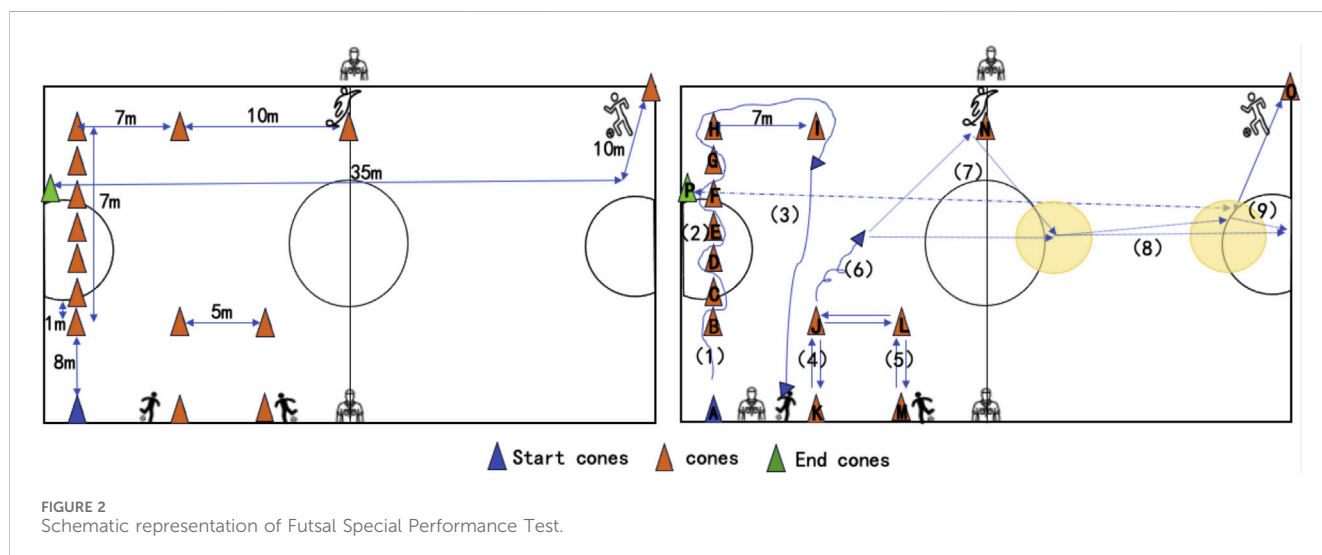 7m
10m
10m
35m
7m
1m
5m
8m
H
7m
I
N
O
G
(7)
P
F
(3)
(9)
(2)
E
D
(6)
(8)
C
B
J
L
(1)
(4)
(5)
A
K
M
Start cones
cones
End cones
FIGURE 2
Schematic representation of Futsal Special Performance Test.